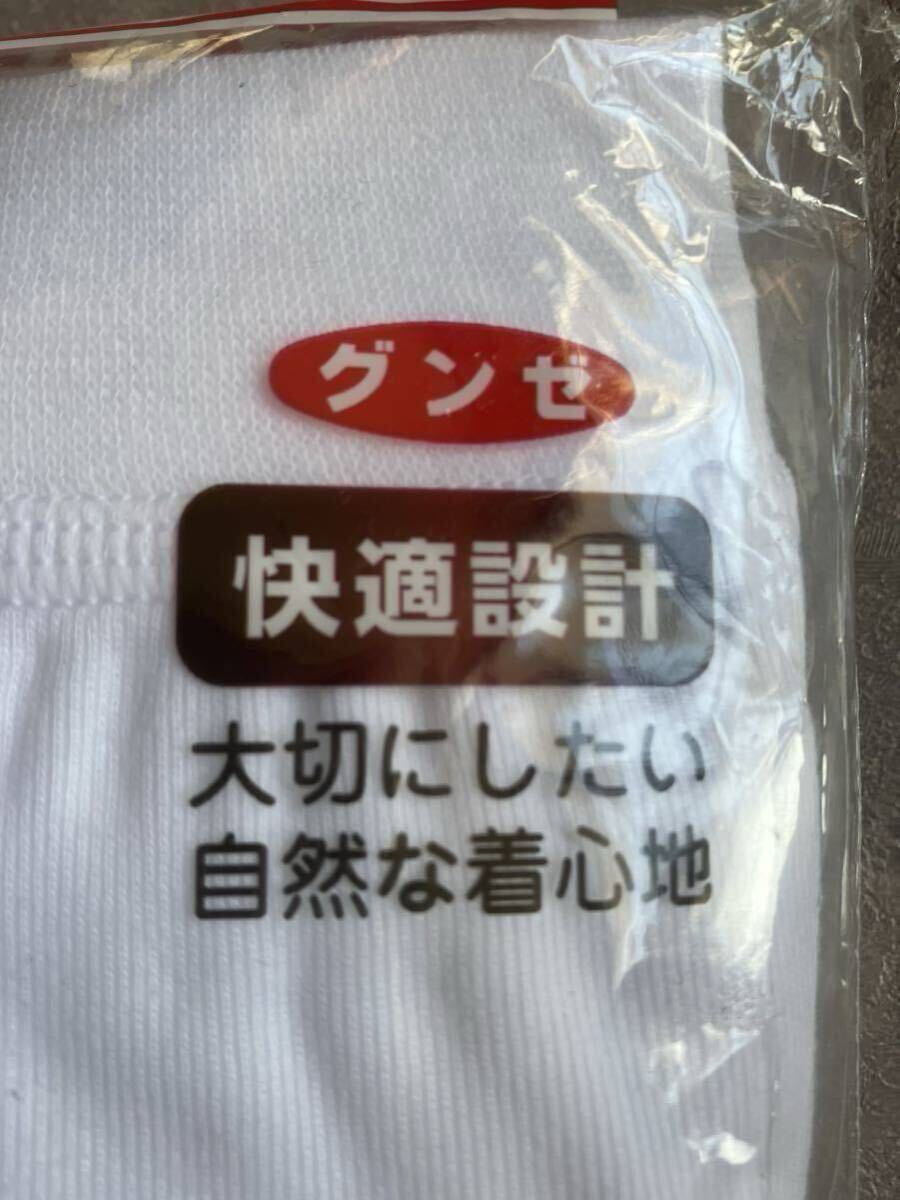 グンゼ
快適設計
大切にしたい
自然な着心地